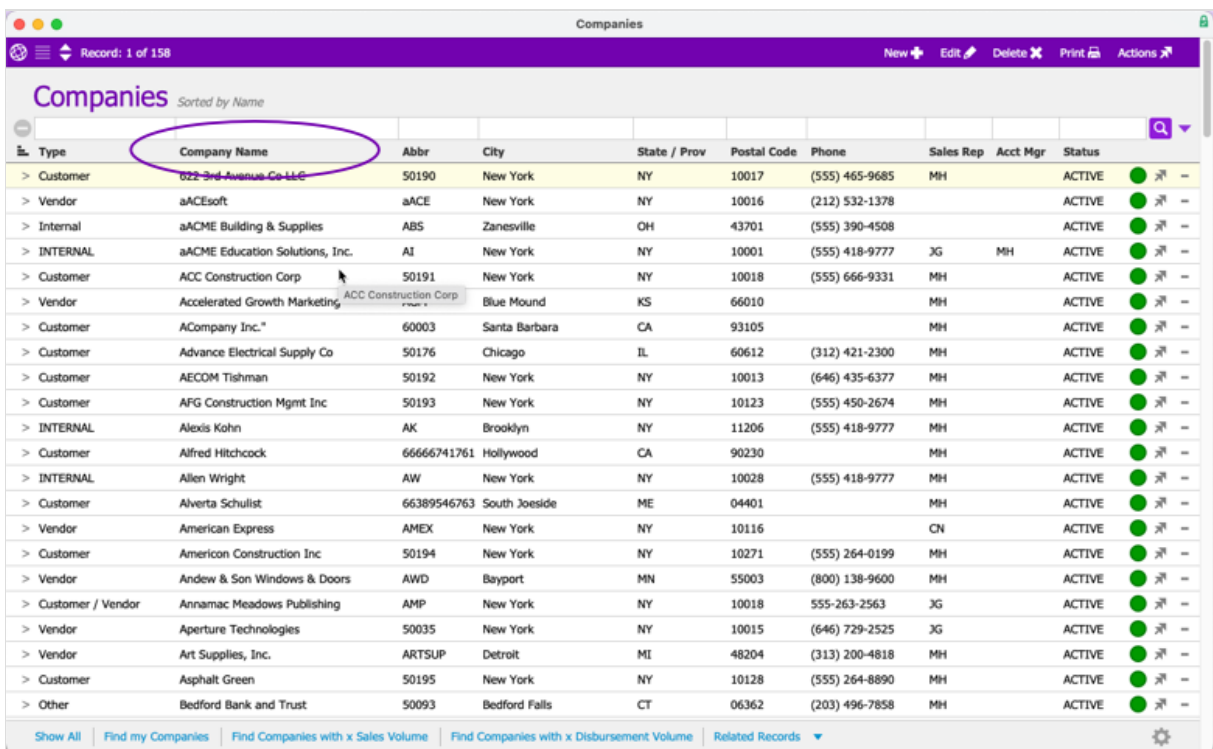 Companies
Record: 1 of 158 New Edit Delete Print Actions
Companies Sorted by Name
Type Company Name Abbr City State / Prov Postal Code Phone Sales Rep Acct Mgr Status
> Customer 622 3rd Avenue Co LLC 50190 New York NY 10017 (555) 465-9685 MH ACTIVE
> Vendor aACEsoft aACE New York NY 10016 (212) 532-1378 ACTIVE
> Internal aACME Building & Supplies ABS Zanesville OH 43701 (555) 390-4508 ACTIVE
> INTERNAL aACME Education Solutions, Inc. AI New York NY 10001 (555) 418-9777 JG MH ACTIVE
> Customer ACC Construction Corp 50191 New York NY 10018 (555) 666-9331 MH ACTIVE
ACC Construction Corp
> Vendor Accelerated Growth Marketing Blue Mound KS 66010 MH ACTIVE
> Customer ACompany Inc." 60003 Santa Barbara CA 93105 MH ACTIVE
> Customer Advance Electrical Supply Co 50176 Chicago IL 60612 (312) 421-2300 MH ACTIVE
> Customer AECOM Tishman 50192 New York NY 10013 (646) 435-6377 MH ACTIVE
> Customer AFG Construction Mgmt Inc 50193 New York NY 10123 (555) 450-2674 MH ACTIVE
> INTERNAL Alexis Kohn AK Brooklyn NY 11206 (555) 418-9777 MH ACTIVE
> Customer Alfred Hitchcock 66666741761 Hollywood CA 90230 MH ACTIVE
> INTERNAL Allen Wright AW New York NY 10028 (555) 418-9777 MH ACTIVE
> Customer Alverta Schulist 66389546763 South Joeside ME 04401 MH ACTIVE
> Vendor American Express AMEX New York NY 10116 CN ACTIVE
> Customer Americon Construction Inc 50194 New York NY 10271 (555) 264-0199 MH ACTIVE
> Vendor Andew & Son Windows & Doors AWD Bayport MN 55003 (800) 138-9600 MH ACTIVE
> Customer / Vendor Annamac Meadows Publishing AMP New York NY 10018 555-263-2563 JG ACTIVE
> Vendor Aperture Technologies 50035 New York NY 10015 (646) 729-2525 JG ACTIVE
> Vendor Art Supplies, Inc. ARTSUP Detroit MI 48204 (313) 200-4818 MH ACTIVE
> Customer Asphalt Green 50195 New York NY 10128 (555) 264-8890 MH ACTIVE
> Other Bedford Bank and Trust 50093 Bedford Falls CT 06362 (203) 496-7858 MH ACTIVE
Show All Find my Companies Find Companies with x Sales Volume Find Companies with x Disbursement Volume Related Records